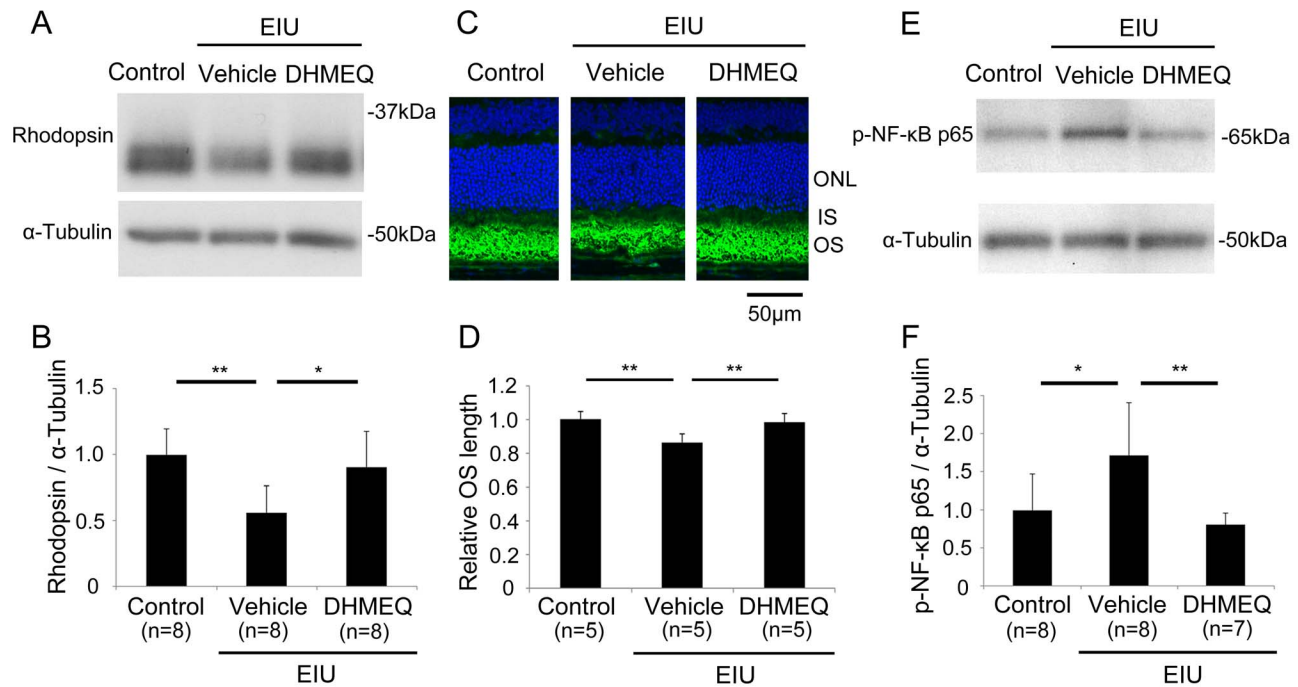 A
EIU
Control Vehicle DHMEQ
-37kDa
Rhodopsin
α-Tubulin
-50kDa
B
** *
Rhodopsin / α-Tubulin
1.5
1.0
0.5
0
Control Vehicle DHMEQ
(n=8) (n=8) (n=8)
EIU
C
EIU
Control Vehicle DHMEQ
ONL
IS
OS
50μm
D
** **
Relative OS length
1.2
1
0.8
0.6
0.4
0.2
0
Control Vehicle DHMEQ
(n=5) (n=5) (n=5)
EIU
E
EIU
Control Vehicle DHMEQ
p-NF-κB p65
-65kDa
α-Tubulin
-50kDa
F
* **
p-NF-κB p65 / α-Tubulin
2.5
2.0
1.5
1.0
0.5
0
Control Vehicle DHMEQ
(n=8) (n=8) (n=7)
EIU